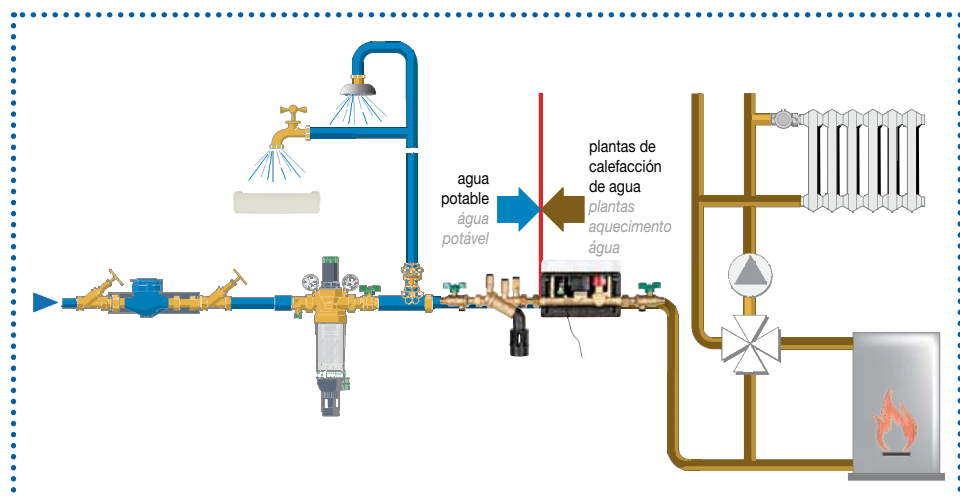 agua
potable
água
potável
plantas de
calefacción
de agua
plantas
aquecimento
água